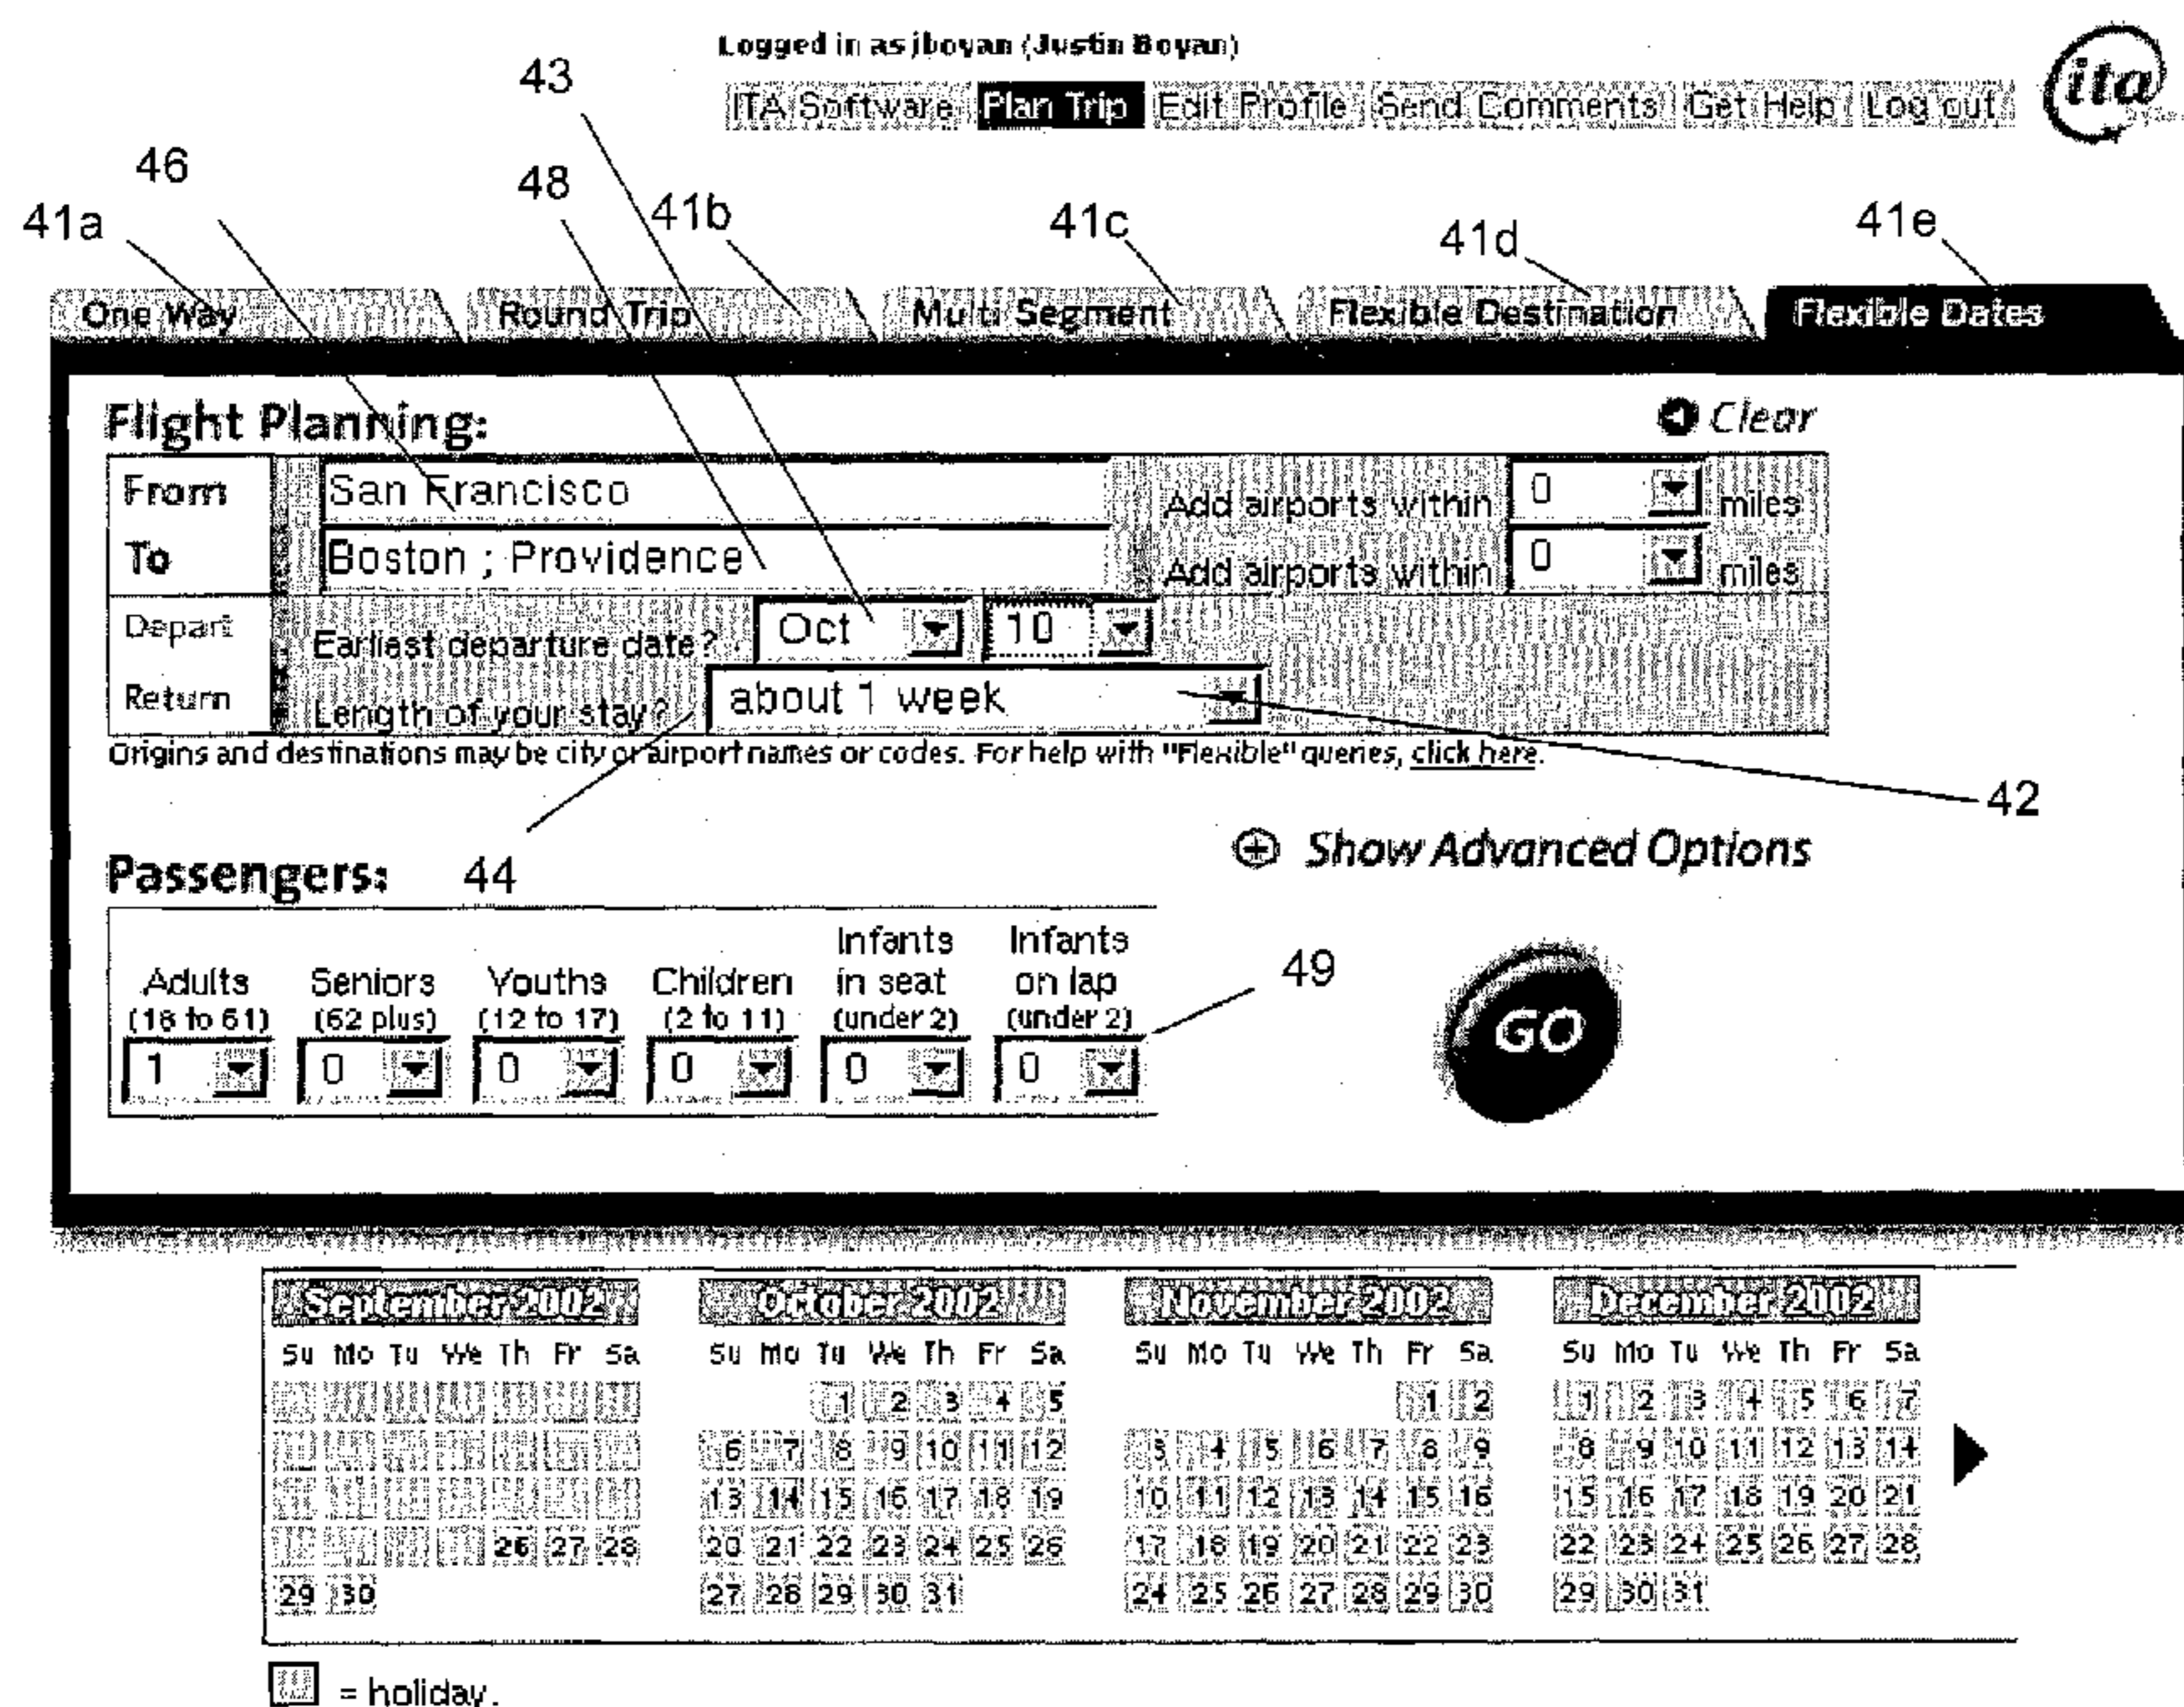 Logged in as jboyan (Justin Boyan)
ITA Software Plan Trip Edit Profile Send Comments Get Help Log out
ita
43
46
48
41a
41b
41c
41d
41e
One Way Round Trip Multi Segment Flexible Destination Flexible Dates
Flight Planning: Clear
From San Francisco Add airports within 0 miles
To Boston ; Providence Add airports within 0 miles
Depart Earliest departure date? Oct 10
Return Length of your stay? about 1 week
Origins and destinations may be city or airport names or codes. For help with "Flexible" queries, click here.
42
Show Advanced Options
Passengers: 44
Adults Seniors Youths Children Infants in seat Infants on lap
(18 to 61) (62 plus) (12 to 17) (2 to 11) (under 2) (under 2)
49
1 0 0 0 0 0
GO
September 2002 October 2002 November 2002 December 2002
Su Mo Tu We Th Fr Sa Su Mo Tu We Th Fr Sa Su Mo Tu We Th Fr Sa Su Mo Tu We Th Fr Sa
1 2 3 4 5 1 2 1 2 3 4 5 6 7
6 7 8 9 10 11 12 3 4 5 6 7 8 9 8 9 10 11 12 13 14
13 14 15 16 17 18 19 10 11 12 13 14 15 16 15 16 17 18 19 20 21
26 27 28 20 21 22 23 24 25 26 17 18 19 20 21 22 23 22 23 24 25 26 27 28
29 30 27 28 29 30 31 24 25 26 27 28 29 30 29 30 31
= holiday.